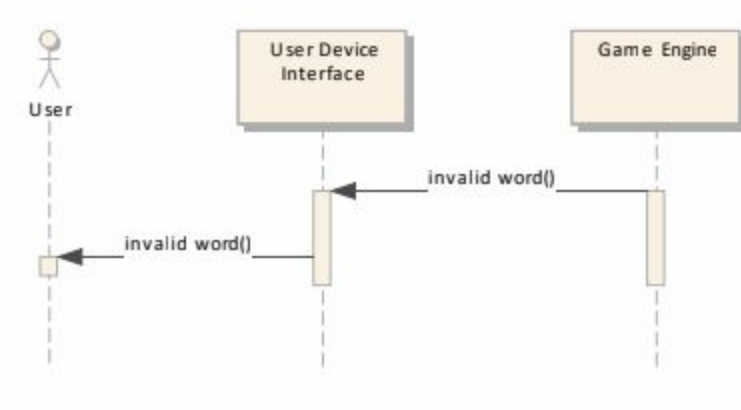 User Device
Interface
Game Engine
User
invalid word()
invalid word()